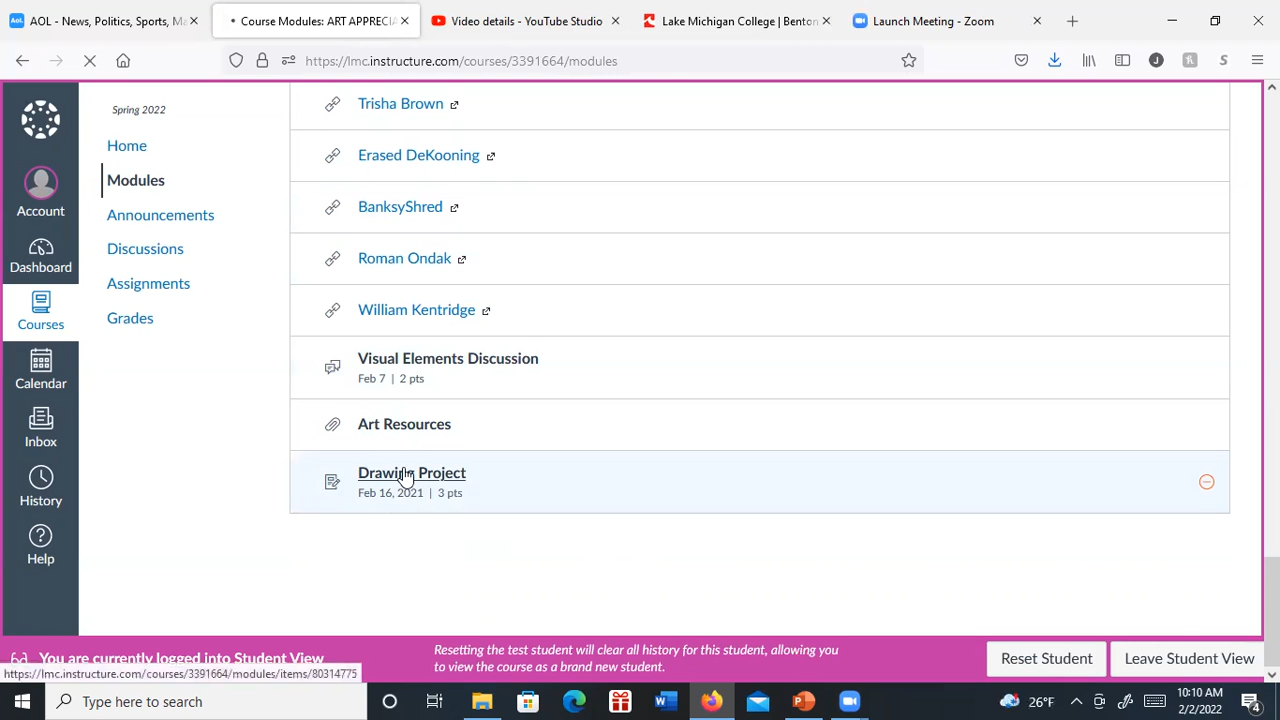 AOL - News, Politics, Sports, Ma
Course Modules: ART APPRECIA
Video details - YouTube Studio
Lake Michigan College | Benton
Launch Meeting - Zoom
https://lmc.instructure.com/courses/3391664/modules
Spring 2022
Home
Modules
Announcements
Discussions
Assignments
Grades
Account
Dashboard
Courses
Calendar
Inbox
History
Help
Trisha Brown
Erased DeKooning
BanksyShred
Roman Ondak
William Kentridge
Visual Elements Discussion
Feb 7 | 2 pts
Art Resources
Drawing Project
Feb 16, 2021 | 3 pts
You are currently logged into Student View
Resetting the test student will clear all history for this student, allowing you
to view the course as a brand new student.
Reset Student
Leave Student View
https://lmc.instructure.com/courses/3391664/modules/items/80314775
Type here to search
26°F
10:10 AM
2/2/2022
4